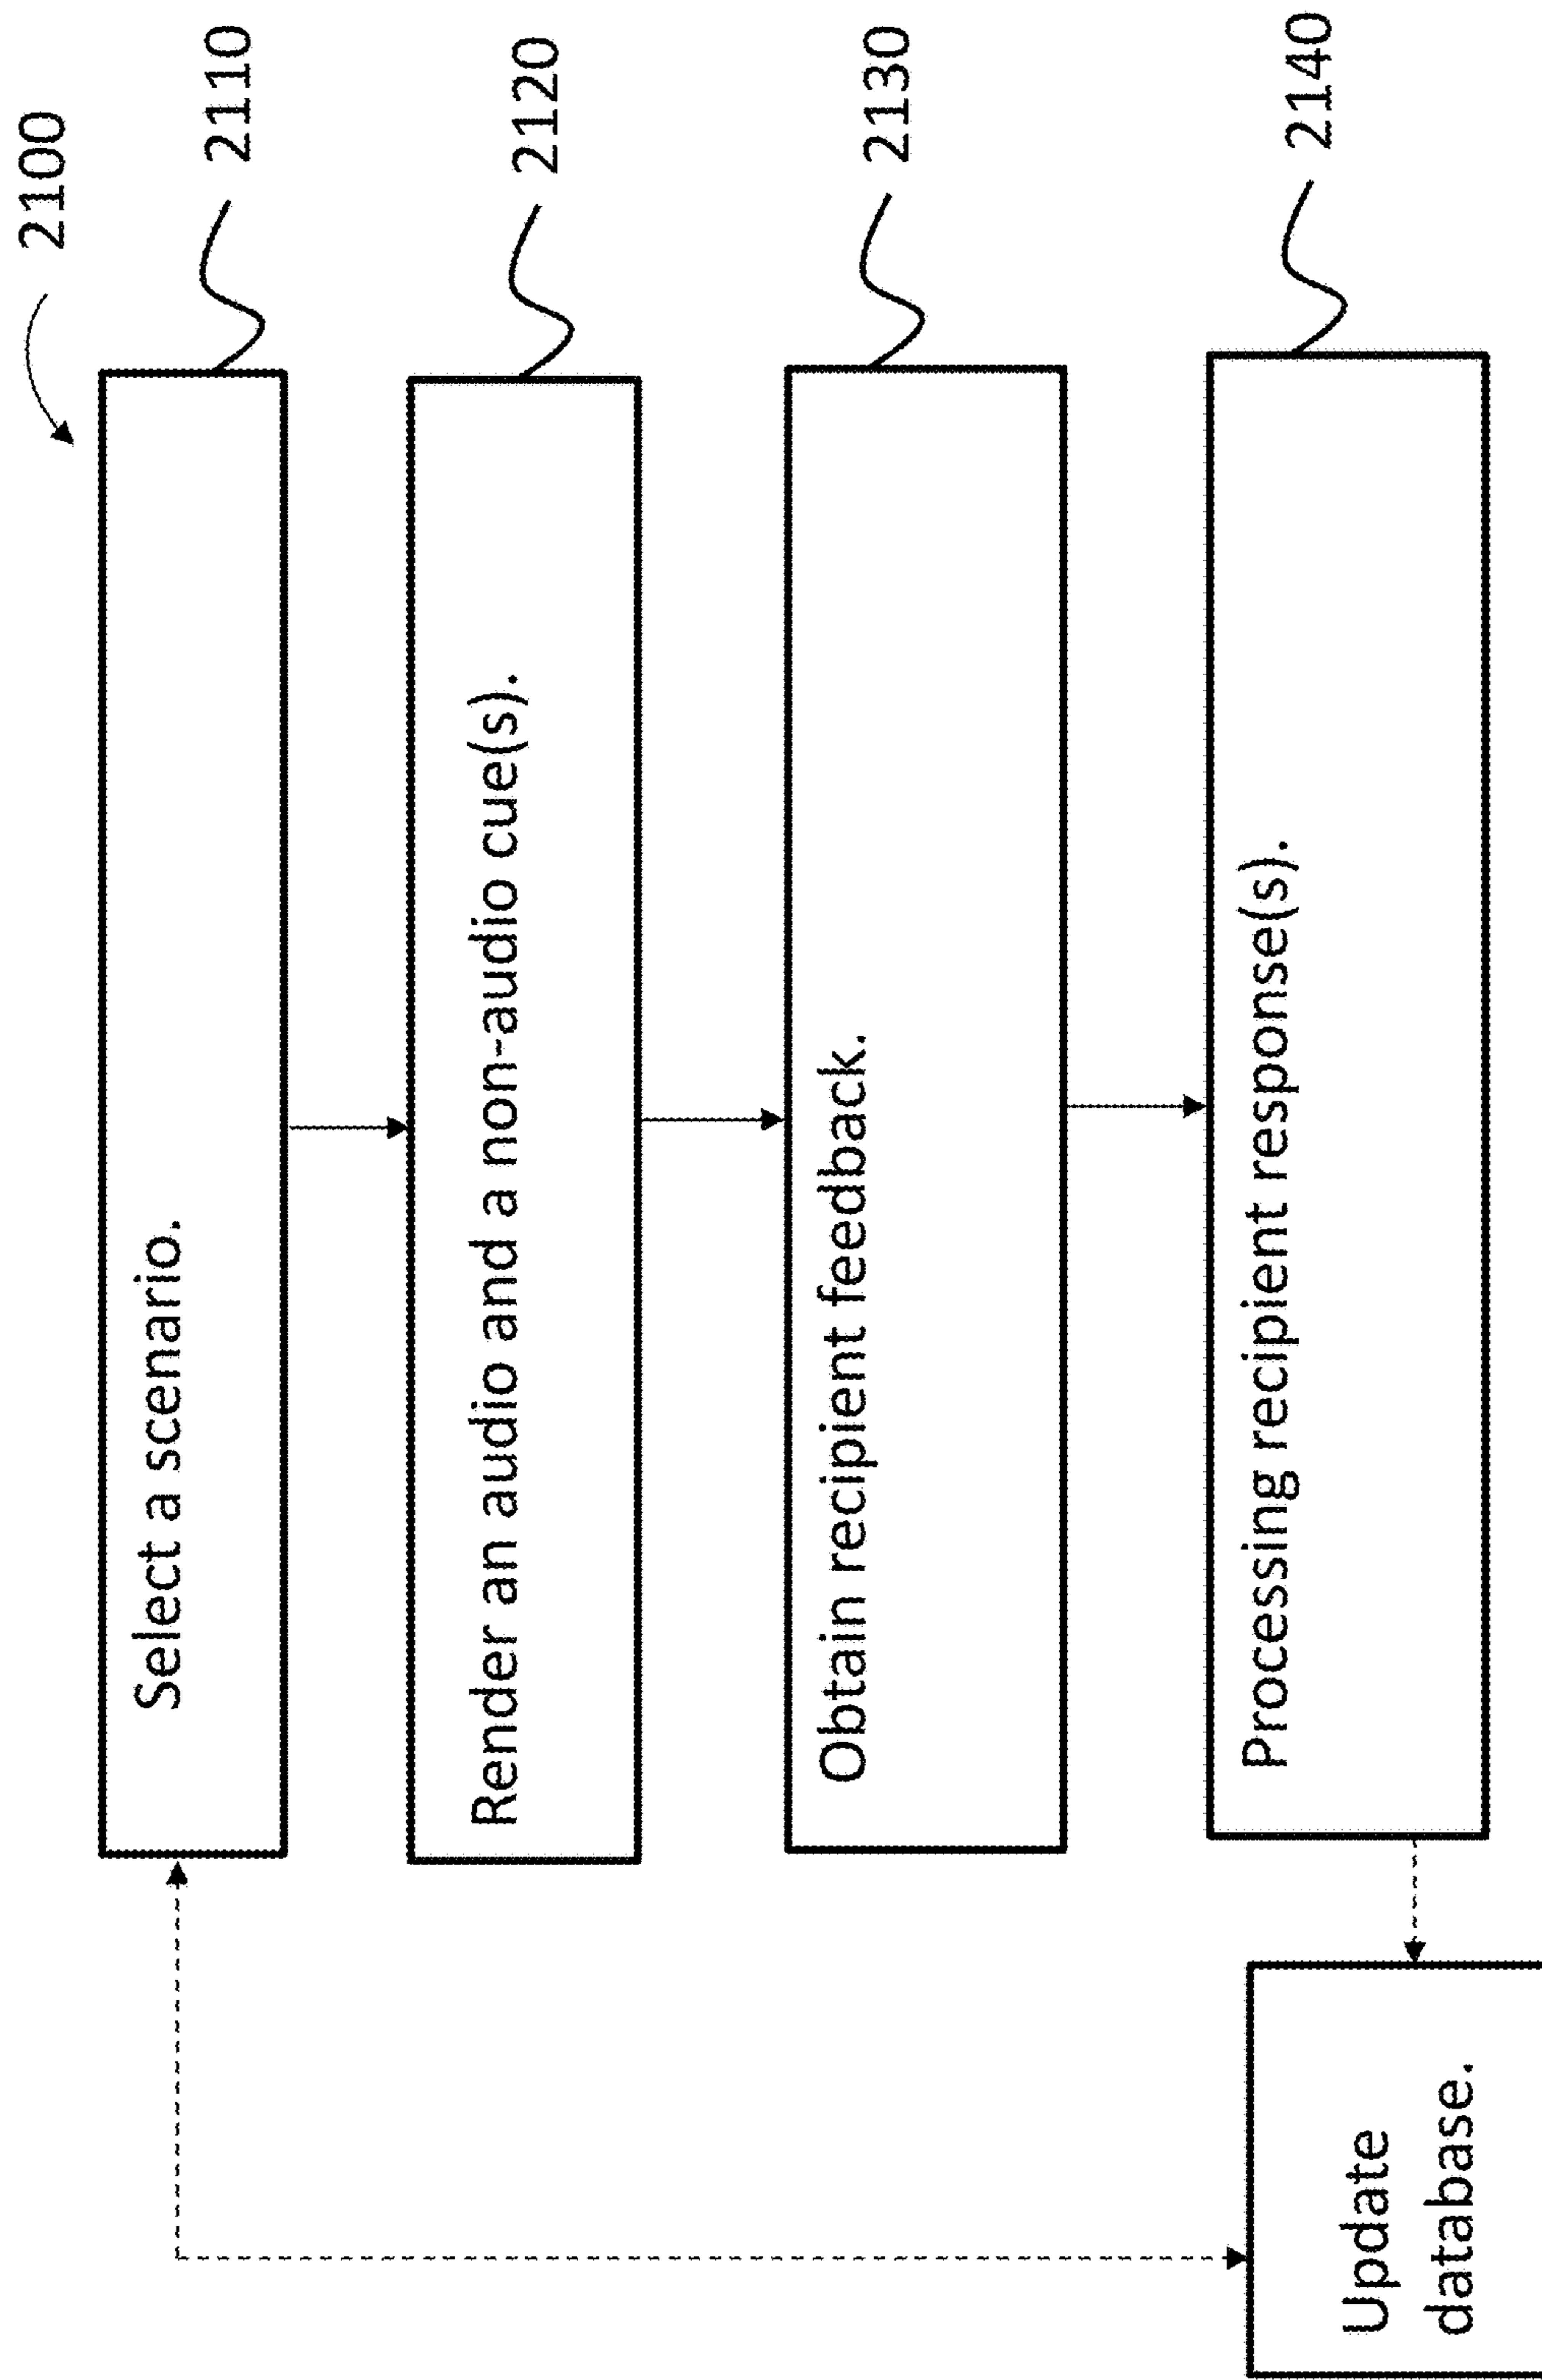 2100
Select a scenario.
2110
Render an audio and a non-audio cue(s).
2120
Obtain recipient feedback.
2130
Processing recipient response(s).
2140
Update
database.